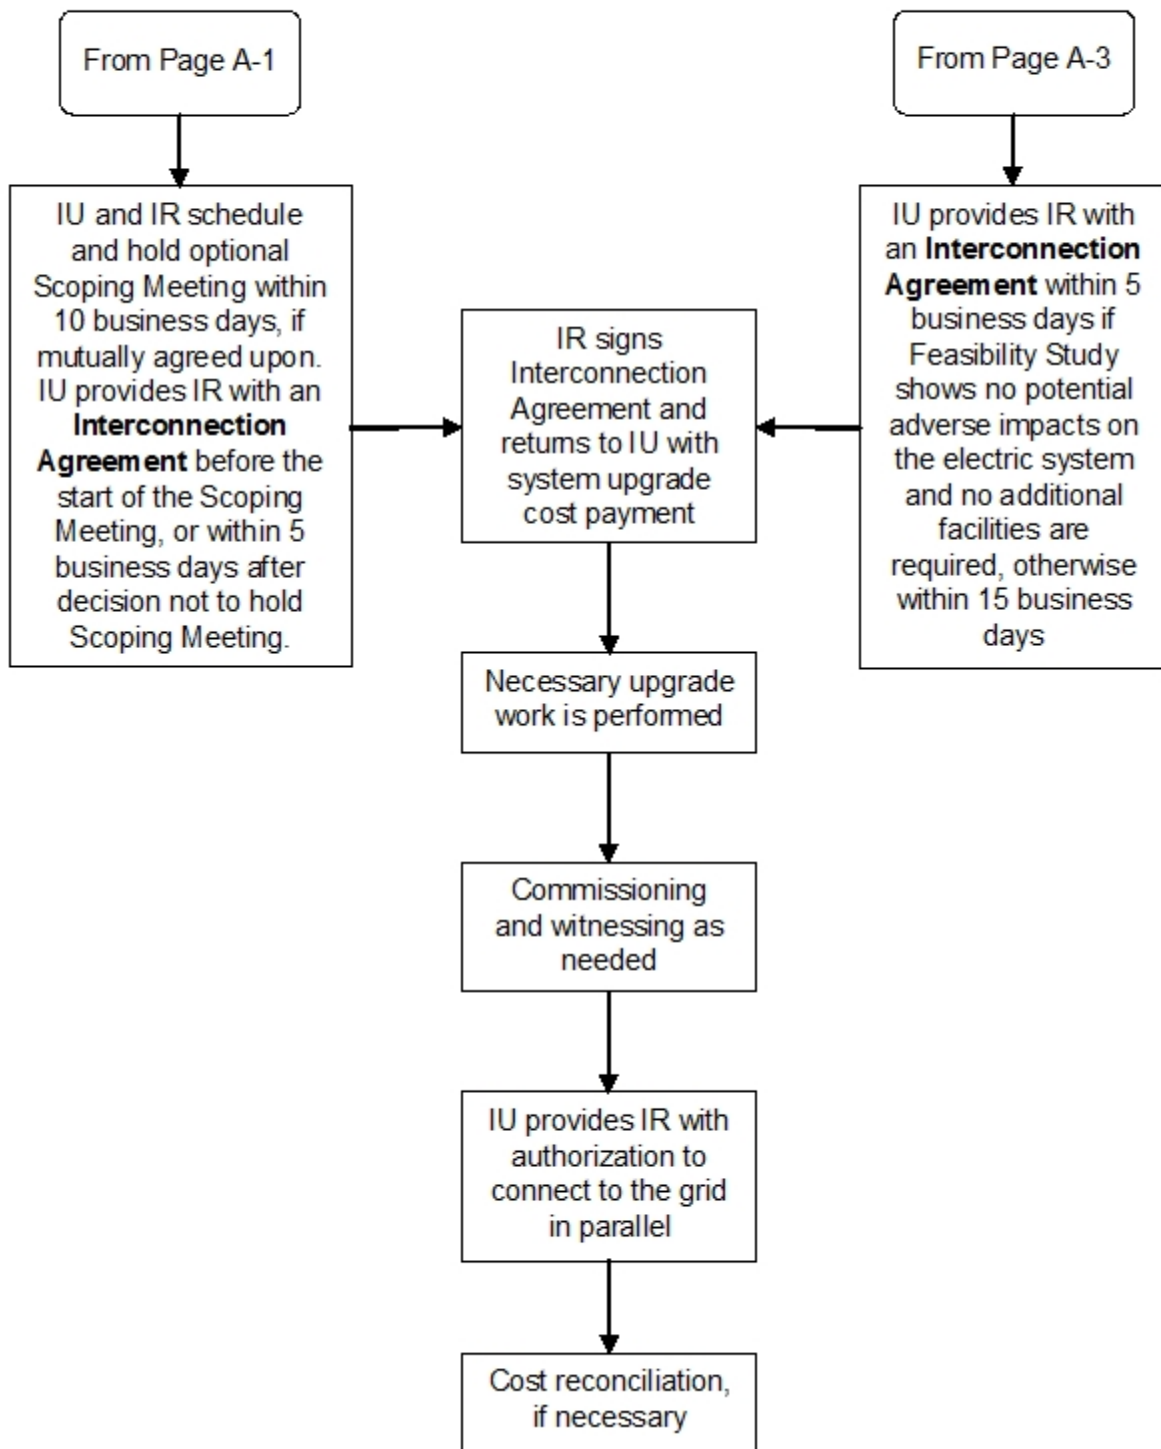 From Page A-1
From Page A-3
IU and IR schedule
and hold optional
Scoping Meeting within
10 business days, if
mutually agreed upon.
IU provides IR with an
Interconnection
Agreement before the
start of the Scoping
Meeting, or within 5
business days after
decision not to hold
Scoping Meeting.
IU provides IR with
an Interconnection
Agreement within 5
business days if
Feasibility Study
shows no potential
adverse impacts on
the electric system
and no additional
facilities are
required, otherwise
within 15 business
days
IR signs
Interconnection
Agreement and
returns to IU with
system upgrade
cost payment
Necessary upgrade
work is performed
Commissioning
and witnessing as
needed
IU provides IR with
authorization to
connect to the grid
in parallel
Cost reconciliation,
if necessary